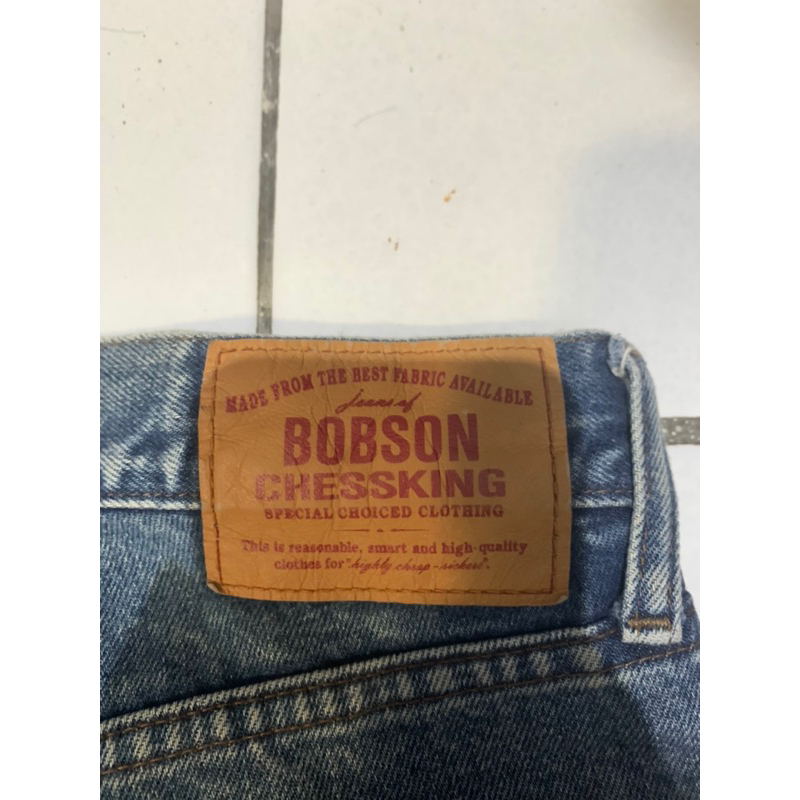 MADE FROM THE BEST FABRIC AVAILABLE
jeans of
BOBSON
CHESSKING
SPECIAL CHOICED CLOTHING
This is reasonable, smart and high-quality
clothes for "highly cheap-